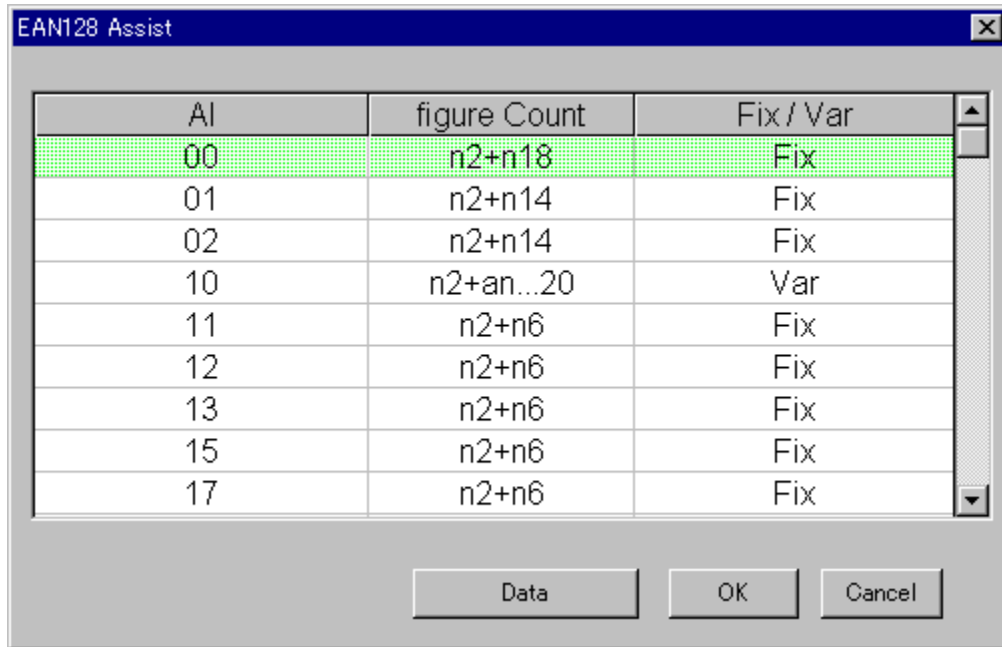 EAN128 Assist
AI figure Count Fix / Var
00 n2+n18 Fix
01 n2+n14 Fix
02 n2+n14 Fix
10 n2+an...20 Var
11 n2+n6 Fix
12 n2+n6 Fix
13 n2+n6 Fix
15 n2+n6 Fix
17 n2+n6 Fix
Data OK Cancel